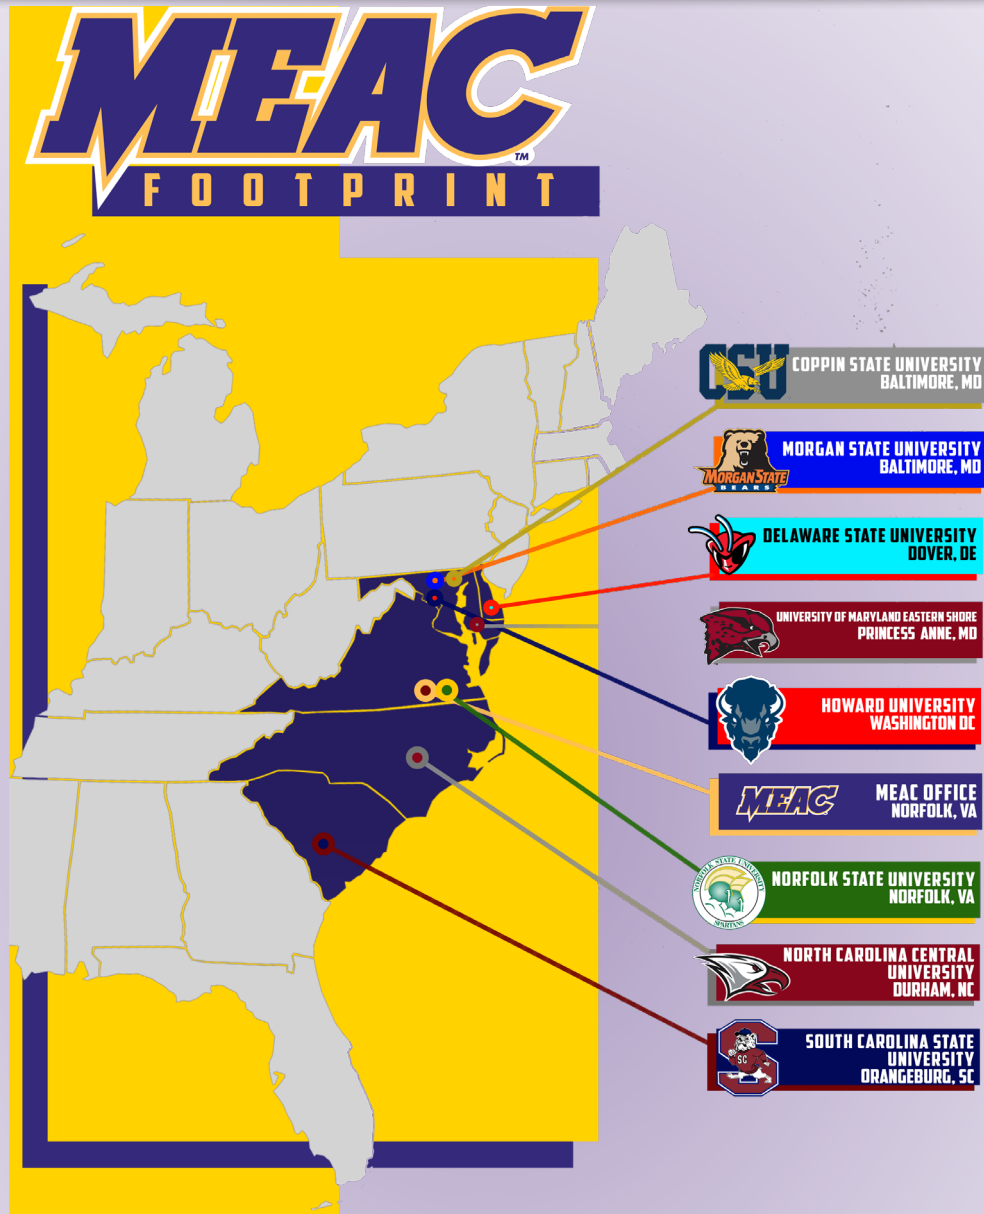 MEAC
TM
FOOTPRINT
CSU
COPPIN STATE UNIVERSITY
BALTIMORE, MD
MORGAN STATE
BEARS
MORGAN STATE UNIVERSITY
BALTIMORE, MD
DELAWARE STATE UNIVERSITY
DOVER, DE
UNIVERSITY OF MARYLAND EASTERN SHORE
PRINCESS ANNE, MD
HOWARD UNIVERSITY
WASHINGTON DC
MEAC
MEAC OFFICE
NORFOLK, VA
NORFOLK STATE UNIVERSITY
SPARTANS
NORFOLK STATE UNIVERSITY
NORFOLK, VA
NORTH CAROLINA CENTRAL
UNIVERSITY
DURHAM, NC
S
SC
SOUTH CAROLINA STATE
UNIVERSITY
ORANGEBURG, SC